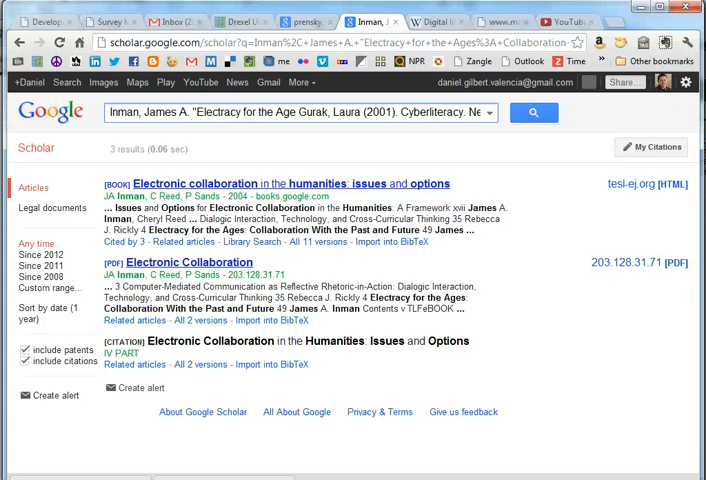 Develop
Survey M
Inbox (2
Drexel U
prensky
Inman, J
Digital I
www.m
YouTub
scholar.google.com/scholar?q=Inman%2C+James+A.+"Electracy+for+the+Ages%3A+Collaboration
me
NPR
Zangle
Outlook
Time
Other bookmarks
+Daniel Search Images Maps Play YouTube News Gmail More
daniel.gilbert.valencia@gmail.com
Share...
Google
Inman, James A. "Electracy for the Age Gurak, Laura (2001). Cyberliteracy. Ne
Scholar
3 results (0.06 sec)
My Citations
Articles
Legal documents
Any time
Since 2012
Since 2011
Since 2008
Custom range...
Sort by date (1
year)
include patents
include citations
Create alert
[BOOK] Electronic collaboration in the humanities: issues and options
tesl-ej.org [HTML]
JA Inman, C Reed, P Sands - 2004 - books.google.com
... Issues and Options for Electronic Collaboration in the Humanities: A Framework xvii James A.
Inman, Cheryl Reed ... Dialogic Interaction, Technology, and Cross-Curricular Thinking 35 Rebecca
J. Rickly 4 Electracy for the Ages: Collaboration With the Past and Future 49 James A ...
Cited by 3 - Related articles - Library Search - All 11 versions - Import into BibTeX
[PDF] Electronic Collaboration
203.128.31.71 [PDF]
JA Inman, C Reed, P Sands - 203.128.31.71
... 3 Computer-Mediated Communication as Reflective Rhetoric-in-Action: Dialogic Interaction,
Technology, and Cross-Curricular Thinking 35 Rebecca J. Rickly 4 Electracy for the Ages:
Collaboration With the Past and Future 49 James A. Inman Contents v TLFeBOOK ...
Related articles - All 2 versions - Import into BibTeX
[CITATION] Electronic Collaboration in the Humanities: Issues and Options
IV PART
Related articles - All 2 versions - Import into BibTeX
Create alert
About Google Scholar
All About Google
Privacy & Terms
Give us feedback